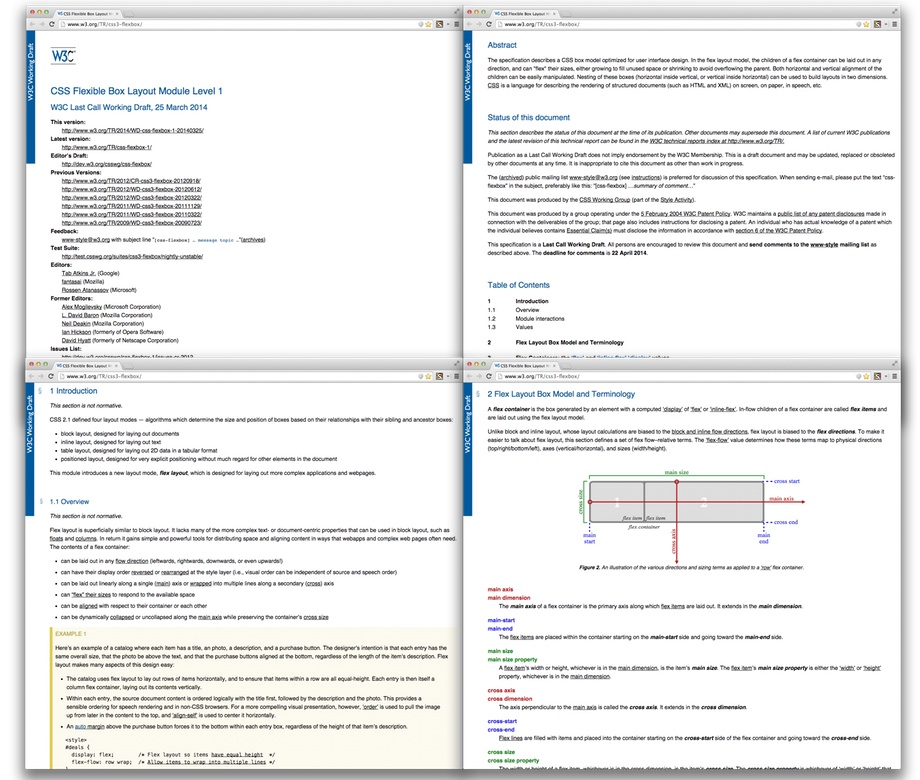 CSS Flexible Box Layout M
www.w3.org/TR/css3-flexbox/
W3C Working Draft
W3C
CSS Flexible Box Layout Module Level 1
W3C Last Call Working Draft, 25 March 2014
This version:
http://www.w3.org/TR/2014/WD-css-flexbox-1-20140325/
Latest version:
http://www.w3.org/TR/css-flexbox-1/
Editor's Draft:
http://dev.w3.org/csswg/css-flexbox/
Previous Versions:
http://www.w3.org/TR/2012/CR-css3-flexbox-20120918/
http://www.w3.org/TR/2012/WD-css3-flexbox-20120612/
http://www.w3.org/TR/2012/WD-css3-flexbox-20120322/
http://www.w3.org/TR/2011/WD-css3-flexbox-20111129/
http://www.w3.org/TR/2011/WD-css3-flexbox-20110322/
http://www.w3.org/TR/2009/WD-css3-flexbox-20090723/
Feedback:
www-style@w3.org with subject line "[css-flexbox] … message topic …"(archives)
Test Suite:
http://test.csswg.org/suites/css3-flexbox/nightly-unstable/
Editors:
Tab Atkins Jr. (Google)
fantasai (Mozilla)
Rossen Atanassov (Microsoft)
Former Editors:
Alex Mogilevsky (Microsoft Corporation)
L. David Baron (Mozilla Corporation)
Neil Deakin (Mozilla Corporation)
Ian Hickson (formerly of Opera Software)
David Hyatt (formerly of Netscape Corporation)
Issues List:
CSS Flexible Box Layout M
www.w3.org/TR/css3-flexbox/
W3C Working Draft
Abstract
The specification describes a CSS box model optimized for user interface design. In the flex layout model, the children of a flex container can be laid out in any
direction, and can "flex" their sizes, either growing to fill unused space or shrinking to avoid overflowing the parent. Both horizontal and vertical alignment of the
children can be easily manipulated. Nesting of these boxes (horizontal inside vertical, or vertical inside horizontal) can be used to build layouts in two dimensions.
CSS is a language for describing the rendering of structured documents (such as HTML and XML) on screen, on paper, in speech, etc.
Status of this document
This section describes the status of this document at the time of its publication. Other documents may supersede this document. A list of current W3C publications
and the latest revision of this technical report can be found in the W3C technical reports index at http://www.w3.org/TR/.
Publication as a Last Call Working Draft does not imply endorsement by the W3C Membership. This is a draft document and may be updated, replaced or obsoleted
by other documents at any time. It is inappropriate to cite this document as other than work in progress.
The (archived) public mailing list www-style@w3.org (see instructions) is preferred for discussion of this specification. When sending e-mail, please put the text "css-
flexbox" in the subject, preferably like this: "[css-flexbox] …summary of comment…"
This document was produced by the CSS Working Group (part of the Style Activity).
This document was produced by a group operating under the 5 February 2004 W3C Patent Policy. W3C maintains a public list of any patent disclosures made in
connection with the deliverables of the group; that page also includes instructions for disclosing a patent. An individual who has actual knowledge of a patent which
the individual believes contains Essential Claim(s) must disclose the information in accordance with section 6 of the W3C Patent Policy.
This specification is a Last Call Working Draft. All persons are encouraged to review this document and send comments to the www-style mailing list as
described above. The deadline for comments is 22 April 2014.
Table of Contents
1 Introduction
1.1 Overview
1.2 Module interactions
1.3 Values
2 Flex Layout Box Model and Terminology
CSS Flexible Box Layout M
www.w3.org/TR/css3-flexbox/
W3C Working Draft
§ 1 Introduction
This section is not normative.
CSS 2.1 defined four layout modes — algorithms which determine the size and position of boxes based on their relationships with their sibling and ancestor boxes:
• block layout, designed for laying out documents
• inline layout, designed for laying out text
• table layout, designed for laying out 2D data in a tabular format
• positioned layout, designed for very explicit positioning without much regard for other elements in the document
This module introduces a new layout mode, flex layout, which is designed for laying out more complex applications and webpages.
§ 1.1 Overview
This section is not normative.
Flex layout is superficially similar to block layout. It lacks many of the more complex text- or document-centric properties that can be used in block layout, such as
floats and columns. In return it gains simple and powerful tools for distributing space and aligning content in ways that webapps and complex web pages often need.
The contents of a flex container:
• can be laid out in any flow direction (leftwards, rightwards, downwards, or even upwards!)
• can have their display order reversed or rearranged at the style layer (i.e., visual order can be independent of source and speech order)
• can be laid out linearly along a single (main) axis or wrapped into multiple lines along a secondary (cross) axis
• can "flex" their sizes to respond to the available space
• can be aligned with respect to their container or each other
• can be dynamically collapsed or uncollapsed along the main axis while preserving the container's cross size
EXAMPLE 1
Here's an example of a catalog where each item has a title, an photo, a description, and a purchase button. The designer's intention is that each entry has the
same overall size, that the photo be above the text, and that the purchase buttons aligned at the bottom, regardless of the length of the item's description. Flex
layout makes many aspects of this design easy:
• The catalog uses flex layout to lay out rows of items horizontally, and to ensure that items within a row are all equal-height. Each entry is then itself a
column flex container, laying out its contents vertically.
• Within each entry, the source document content is ordered logically with the title first, followed by the description and the photo. This provides a
sensible ordering for speech rendering and in non-CSS browsers. For a more compelling visual presentation, however, 'order' is used to pull the image
up from later in the content to the top, and 'align-self' is used to center it horizontally.
• An auto margin above the purchase button forces it to the bottom within each entry box, regardless of the height of that item's description.
<style>
#deals {
display: flex; /* Flex layout so items have equal height */
flex-flow: row wrap; /* Allow items to wrap into multiple lines */
CSS Flexible Box Layout M
www.w3.org/TR/css3-flexbox/
W3C Working Draft
§ 2 Flex Layout Box Model and Terminology
A flex container is the box generated by an element with a computed 'display' of 'flex' or 'inline-flex'. In-flow children of a flex container are called flex items and
are laid out using the flex layout model.
Unlike block and inline layout, whose layout calculations are biased to the block and inline flow directions, flex layout is biased to the flex directions. To make it
easier to talk about flex layout, this section defines a set of flex flow–relative terms. The 'flex-flow' value determines how these terms map to physical directions
(top/right/bottom/left), axes (vertical/horizontal), and sizes (width/height).
main size
cross start
cross size
1
2
main axis
flex item
flex item
cross end
flex container
main start
cross axis
main end
Figure 2. An illustration of the various directions and sizing terms as applied to a 'row' flex container.
main axis
main dimension
The main axis of a flex container is the primary axis along which flex items are laid out. It extends in the main dimension.
main-start
main-end
The flex items are placed within the container starting on the main-start side and going toward the main-end side.
main size
main size property
A flex item's width or height, whichever is in the main dimension, is the item's main size. The flex item's main size property is either the 'width' or 'height'
property, whichever is in the main dimension.
cross axis
cross dimension
The axis perpendicular to the main axis is called the cross axis. It extends in the cross dimension.
cross-start
cross-end
Flex lines are filled with items and placed into the container starting on the cross-start side of the flex container and going toward the cross-end side.
cross size
cross size property